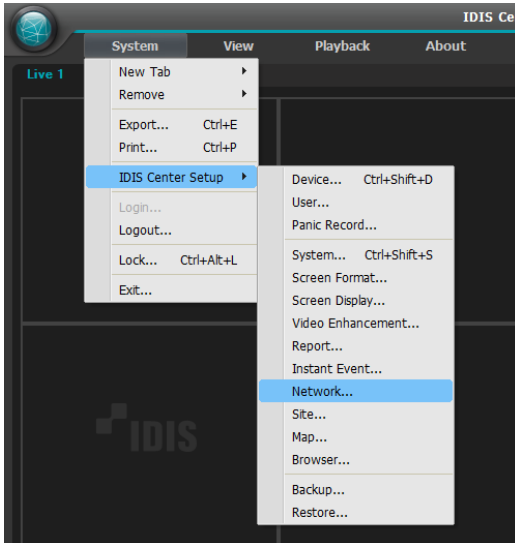 IDIS Ce
System View Playback About
Live 1
New Tab
Remove
Export... Ctrl+E
Print... Ctrl+P
IDIS Center Setup
Login...
Logout...
Lock... Ctrl+Alt+L
Exit...
Device... Ctrl+Shift+D
User...
Panic Record...
System... Ctrl+Shift+S
Screen Format...
Screen Display...
Video Enhancement...
Report...
Instant Event...
Network...
Site...
Map...
Browser...
Backup...
Restore...
IDIS